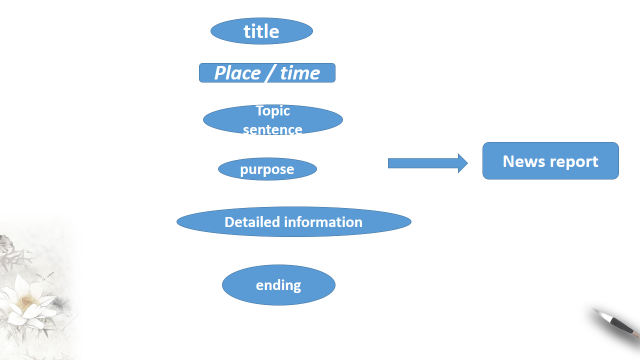 title
Place / time
Topic
sentence
purpose
News report
Detailed information
ending